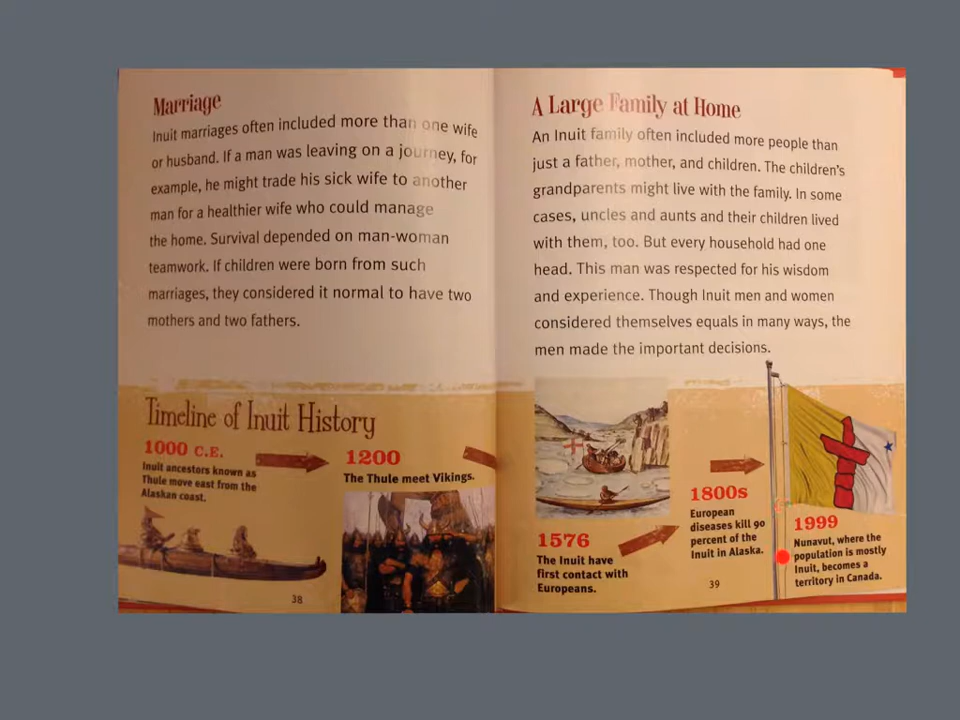 Marriage
Inuit marriages often included more than one wife
or husband. If a man was leaving on a journey, for
example, he might trade his sick wife to another
man for a healthier wife who could manage
the home. Survival depended on man-woman
teamwork. If children were born from such
marriages, they considered it normal to have two
mothers and two fathers.
Timeline of Inuit History
1000 C.E.
Inuit ancestors known as
Thule move east from the
Alaskan coast.
1200
The Thule meet Vikings.
38
A Large Family at Home
An Inuit family often included more people than
just a father, mother, and children. The children's
grandparents might live with the family. In some
cases, uncles and aunts and their children lived
with them, too. But every household had one
head. This man was respected for his wisdom
and experience. Though Inuit men and women
considered themselves equals in many ways, the
men made the important decisions.
1576
The Inuit have
first contact with
Europeans.
1800s
European
diseases kill 90
percent of the
Inuit in Alaska.
1999
Nunavut, where the
population is mostly
Inuit, becomes a
territory in Canada.
39